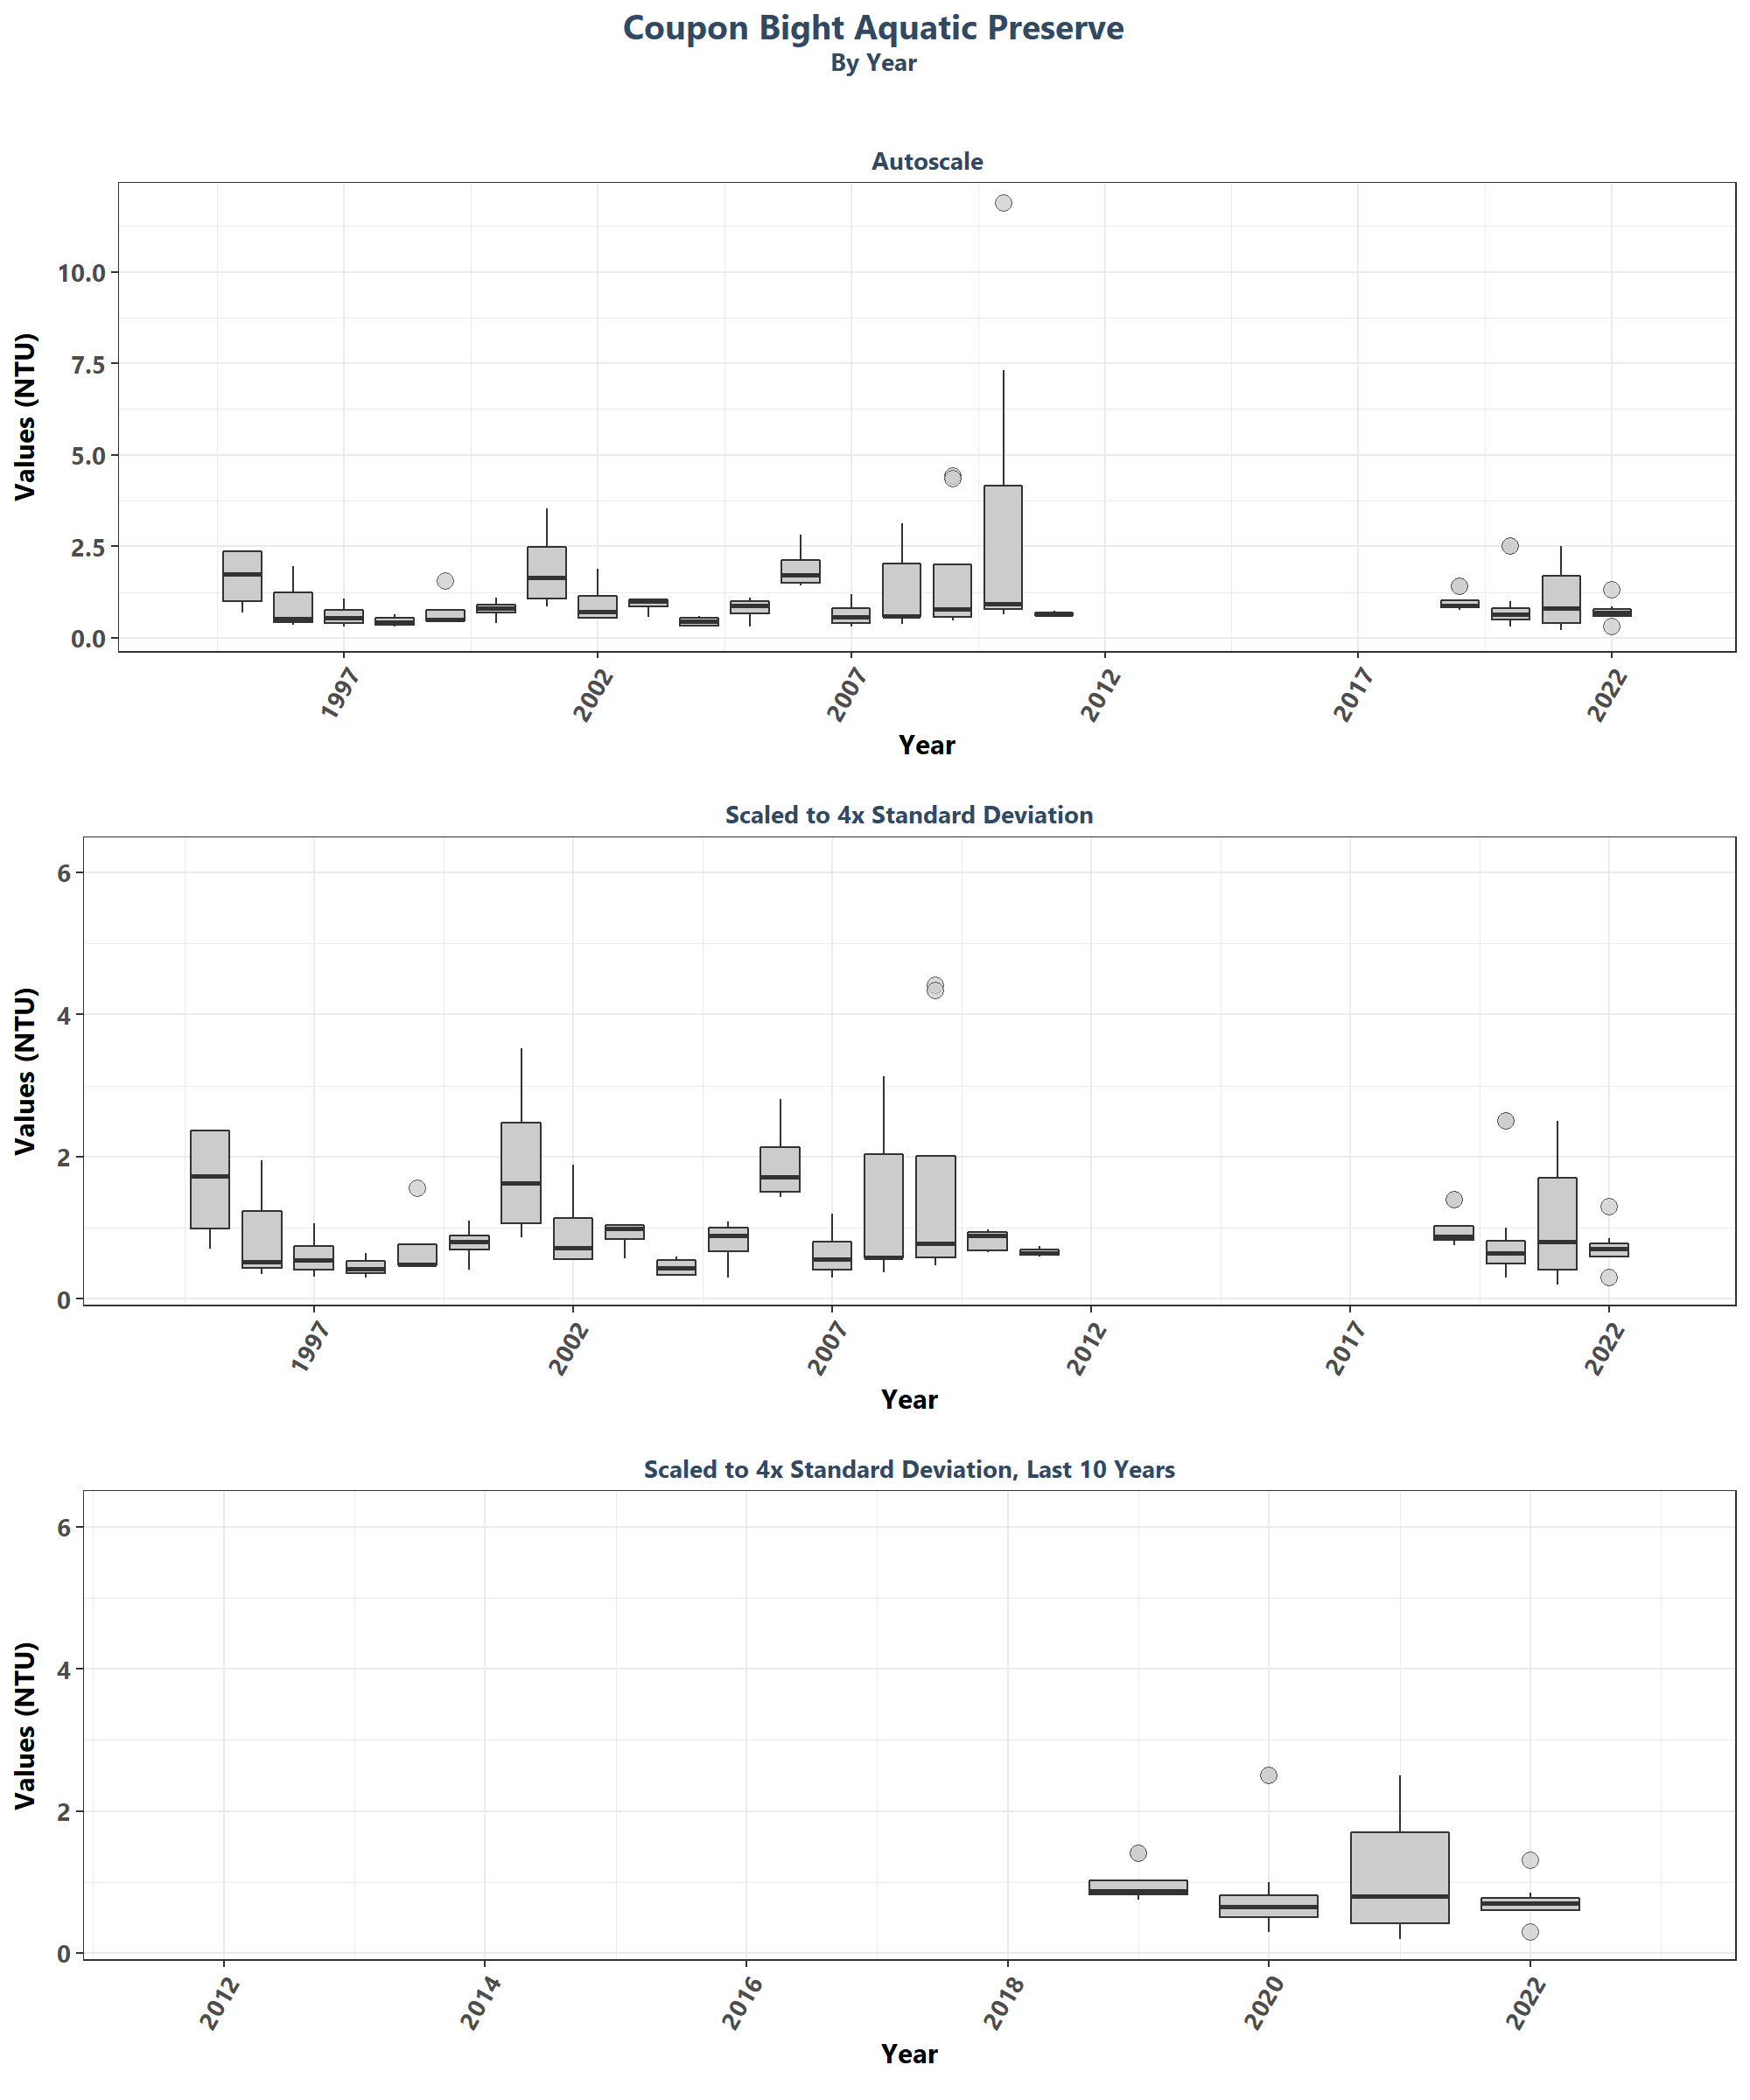 Coupon Bight Aquatic Preserve
By Year
Autoscale
Values (NTU)
10.0
7.5
5.0
2.5
0.0
1997 2002 2007 2012 2017 2022
Year
Scaled to 4x Standard Deviation
Values (NTU)
6
4
2
0
1997 2002 2007 2012 2017 2022
Year
Scaled to 4x Standard Deviation, Last 10 Years
Values (NTU)
6
4
2
0
2012 2014 2016 2018 2020 2022
Year